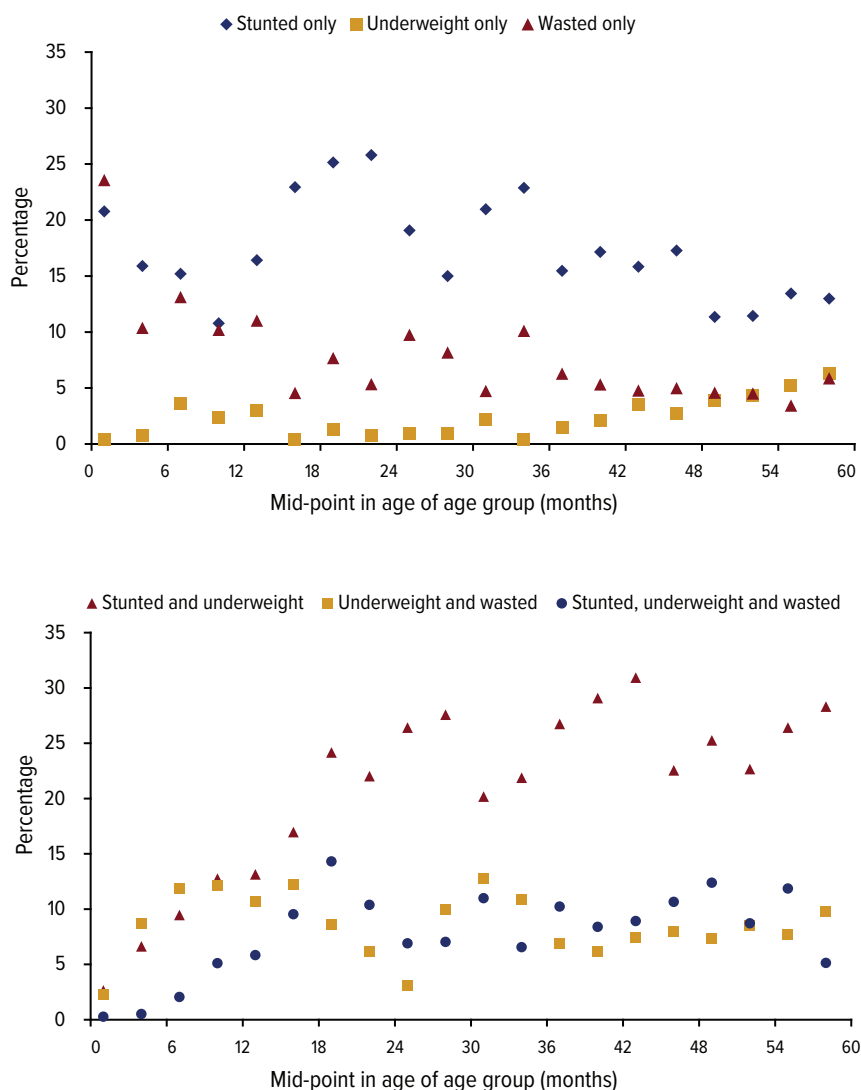 Stunted only Underweight only Wasted only
35
30
25
20
15
10
5
0
Percentage
0 6 12 18 24 30 36 42 48 54 60
Mid-point in age of age group (months)
Stunted and underweight Underweight and wasted Stunted, underweight and wasted
35
30
25
20
15
10
5
0
Percentage
0 6 12 18 24 30 36 42 48 54 60
Mid-point in age of age group (months)